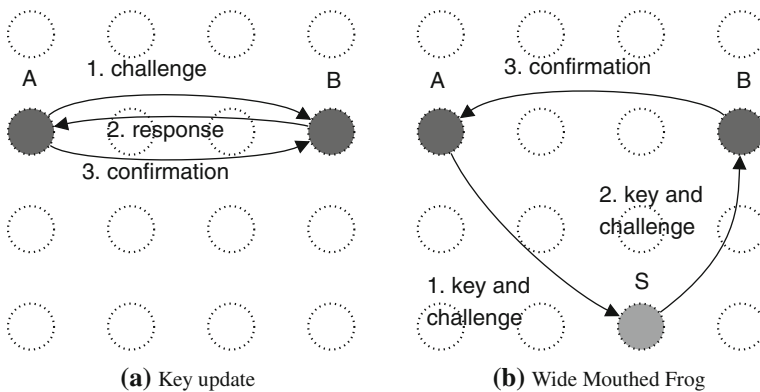 A
1. challenge
B
2. response
3. confirmation
(a) Key update
A
3. confirmation
B
2. key and
challenge
S
1. key and
challenge
(b) Wide Mouthed Frog